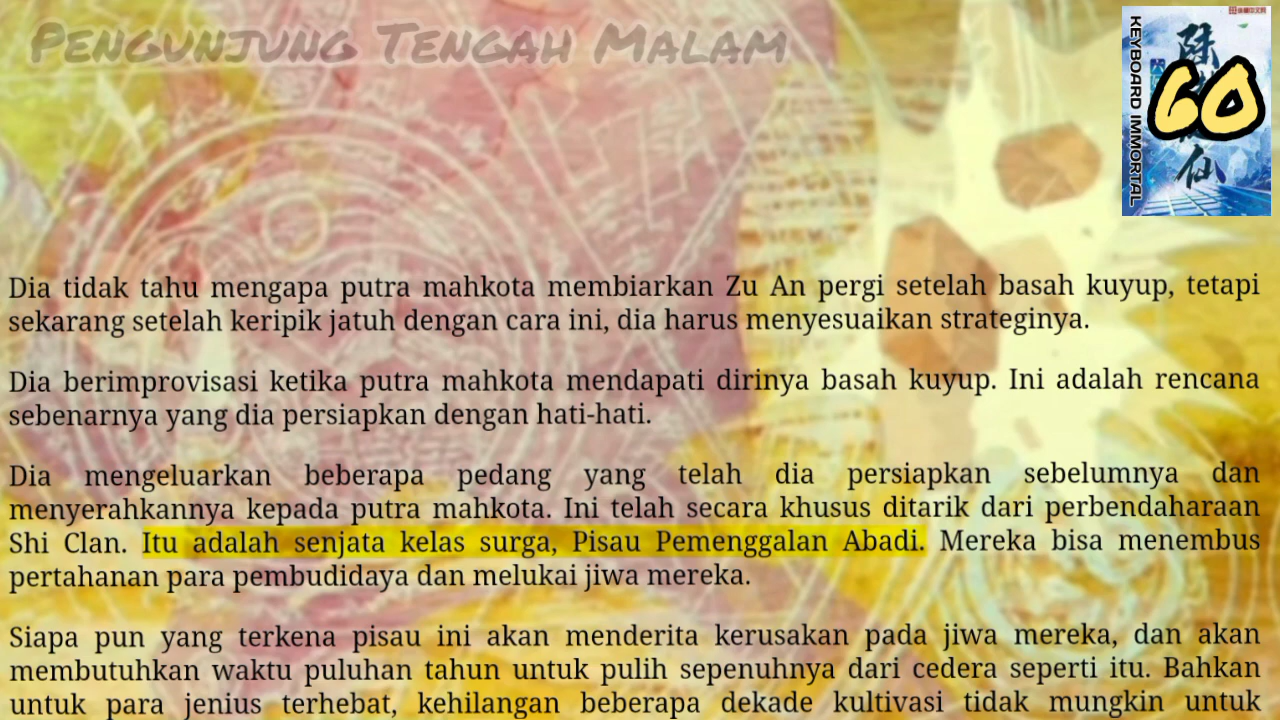 Pengunjung Tengah Malam
KEYBOARD IMMORTAL
60
仙
Dia tidak tahu mengapa putra mahkota membiarkan Zu An pergi setelah basah kuyup, tetapi
sekarang setelah keripik jatuh dengan cara ini, dia harus menyesuaikan strateginya.
Dia berimprovisasi ketika putra mahkota mendapati dirinya basah kuyup. Ini adalah rencana
sebenarnya yang dia persiapkan dengan hati-hati.
Dia mengeluarkan beberapa pedang yang telah dia persiapkan sebelumnya dan
menyerahkannya kepada putra mahkota. Ini telah secara khusus ditarik dari perbendaharaan
Shi Clan. Itu adalah senjata kelas surga, Pisau Pemenggalan Abadi. Mereka bisa menembus
pertahanan para pembudidaya dan melukai jiwa mereka.
Siapa pun yang terkena pisau ini akan menderita kerusakan pada jiwa mereka, dan akan
membutuhkan waktu puluhan tahun untuk pulih sepenuhnya dari cedera seperti itu. Bahkan
untuk para jenius terhebat, kehilangan beberapa dekade kultivasi tidak mungkin untuk